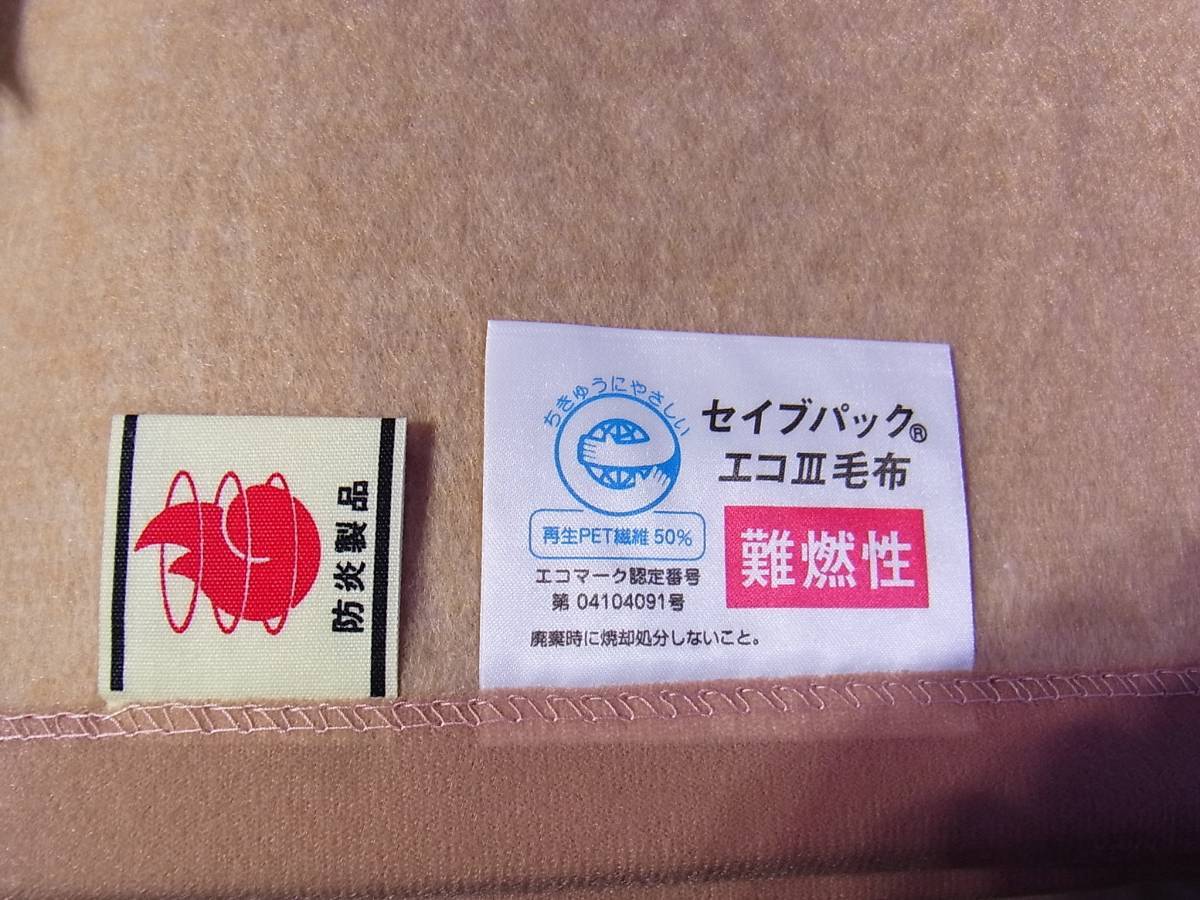 防炎製品
ちきゅうにやさしい
セイブパック®
エコⅢ毛布
再生PET繊維 50%
難燃性
エコマーク認定番号
第 04104091号
廃棄時に焼却処分しないこと。